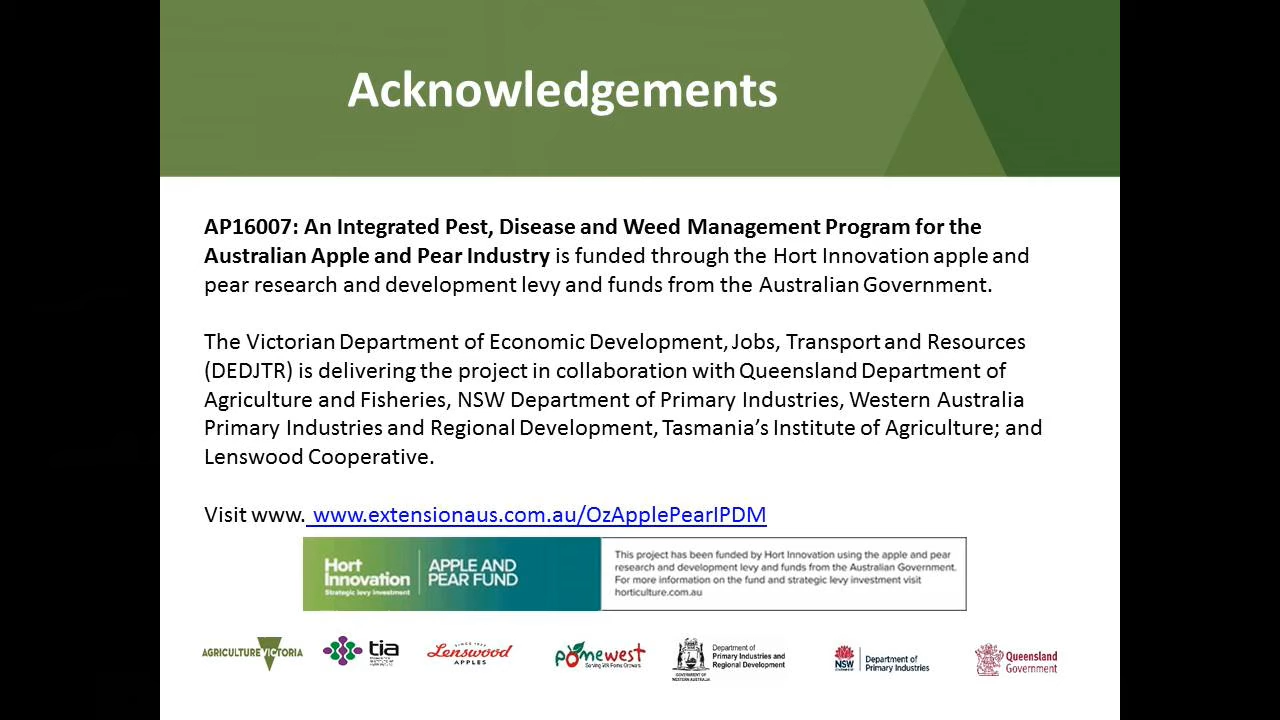 Acknowledgements
AP16007: An Integrated Pest, Disease and Weed Management Program for the
Australian Apple and Pear Industry is funded through the Hort Innovation apple and
pear research and development levy and funds from the Australian Government.
The Victorian Department of Economic Development, Jobs, Transport and Resources
(DEDJTR) is delivering the project in collaboration with Queensland Department of
Agriculture and Fisheries, NSW Department of Primary Industries, Western Australia
Primary Industries and Regional Development, Tasmania's Institute of Agriculture; and
Lenswood Cooperative.
Visit www. www.extensionaus.com.au/OzApplePearIPDM
Hort
Innovation
Strategic levy investment
APPLE AND
PEAR FUND
This project has been funded by Hort Innovation using the apple and pear
research and development levy and funds from the Australian Government.
For more information on the fund and strategic levy investment visit
horticulture.com.au
AGRICULTURE VICTORIA
tia
SINCE
Lenswood
APPLES
pomewest
Serving WA Pome Growers
GOVERNMENT OF
WESTERN AUSTRALIA
Department of
Primary Industries and
Regional Development
NSW
Department of
Primary Industries
Queensland
Government